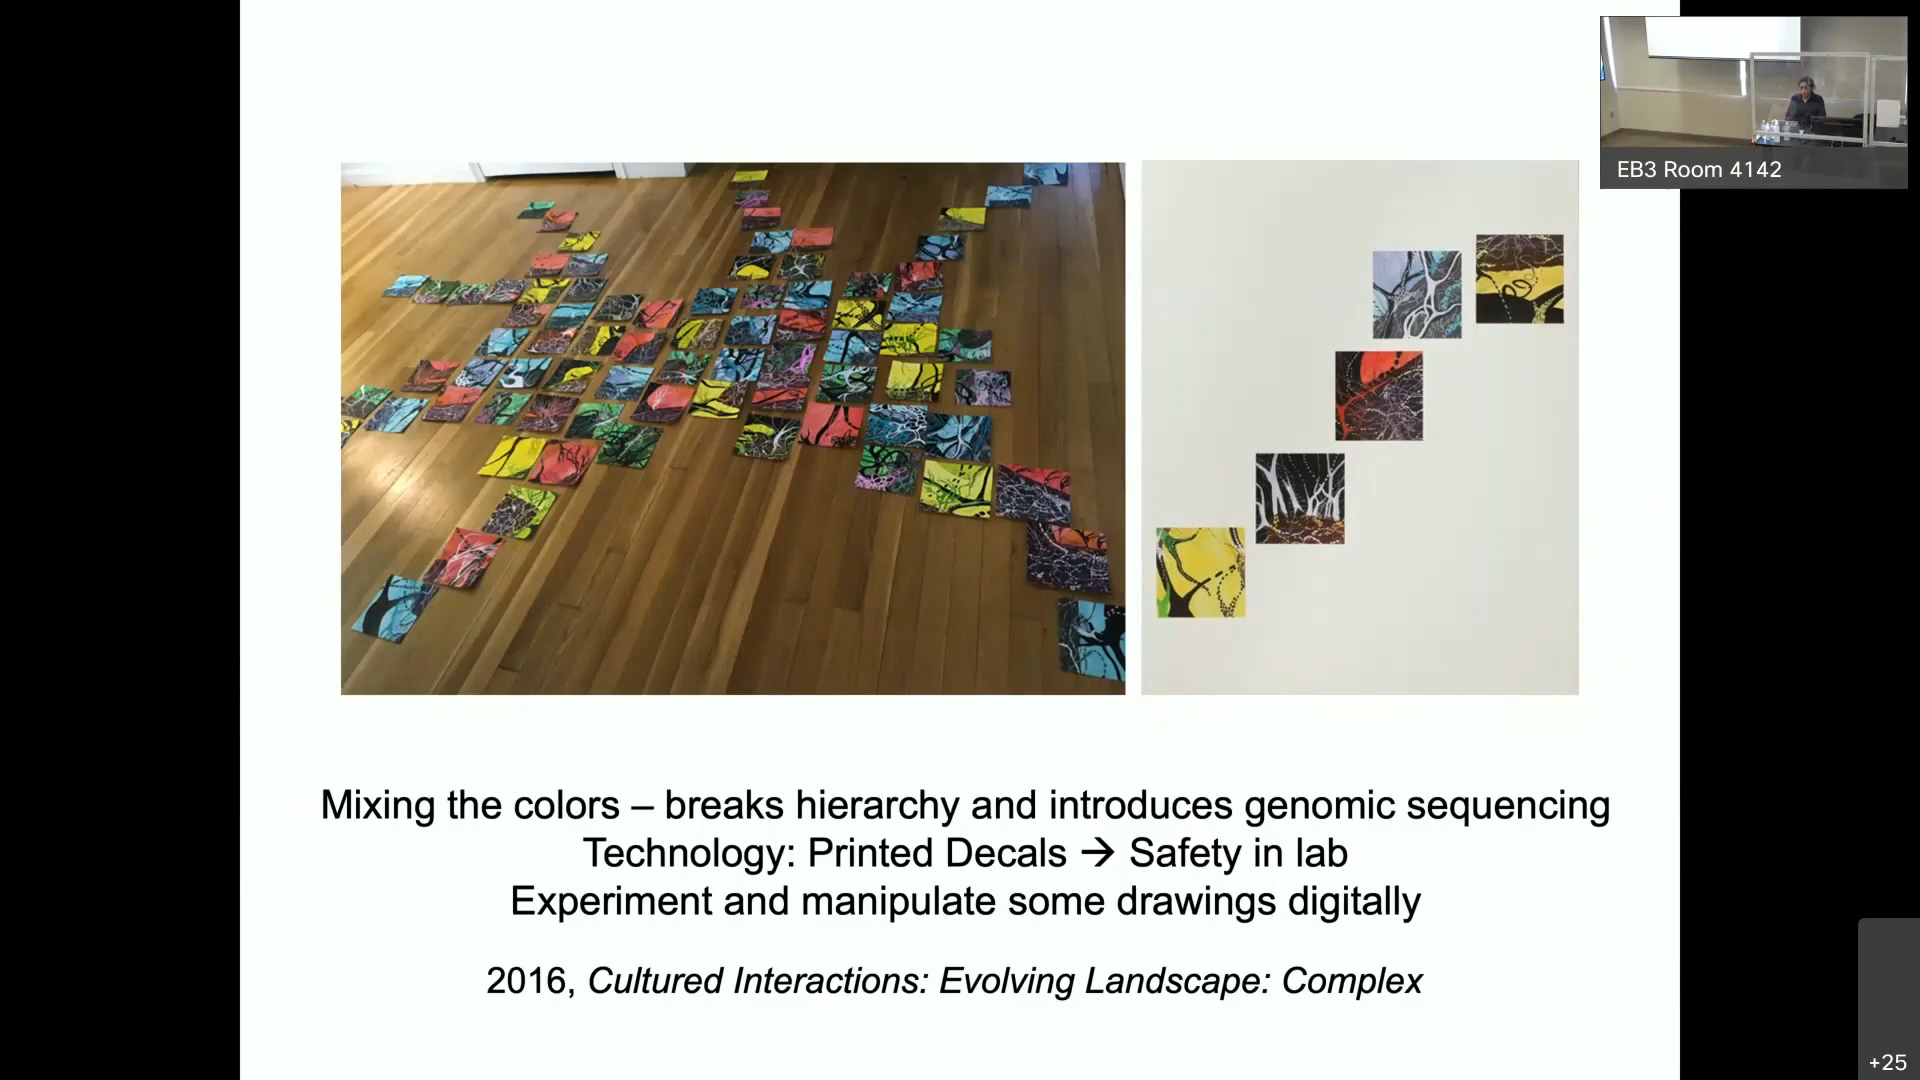 EB3 Room 4142
Mixing the colors – breaks hierarchy and introduces genomic sequencing
Technology: Printed Decals → Safety in lab
Experiment and manipulate some drawings digitally
2016, Cultured Interactions: Evolving Landscape: Complex
+25